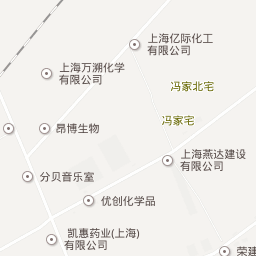 上海亿际化工
有限公司
上海万溯化学
有限公司
冯家北宅
冯家宅
昂博生物
上海燕达建设
有限公司
分贝音乐室
优创化学品
凯惠药业(上海)
有限公司
荣建